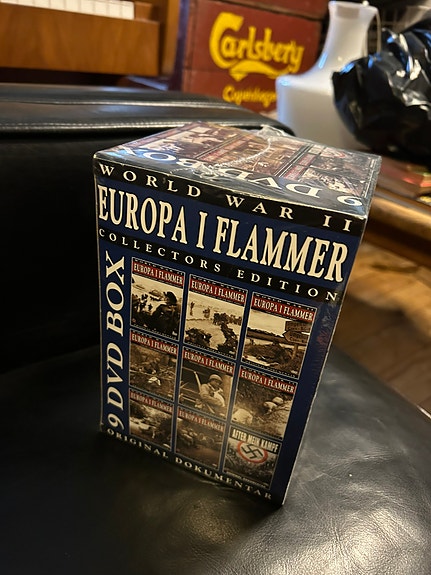 Carlsberg
Copenhagen
9 DVD BOX
WORLD WAR II
EUROPA I FLAMMER
COLLECTORS EDITION
9 DVD BOX
EUROPA I FLAMMER
EUROPA I FLAMMER
EUROPA I FLAMMER
EUROPA I FLAMMER
EUROPA I FLAMMER
EUROPA I FLAMMER
EUROPA I FLAMMER
EUROPA I FLAMMER
AFTER MEIN KAMPF
ORIGINAL DOKUMENTAR